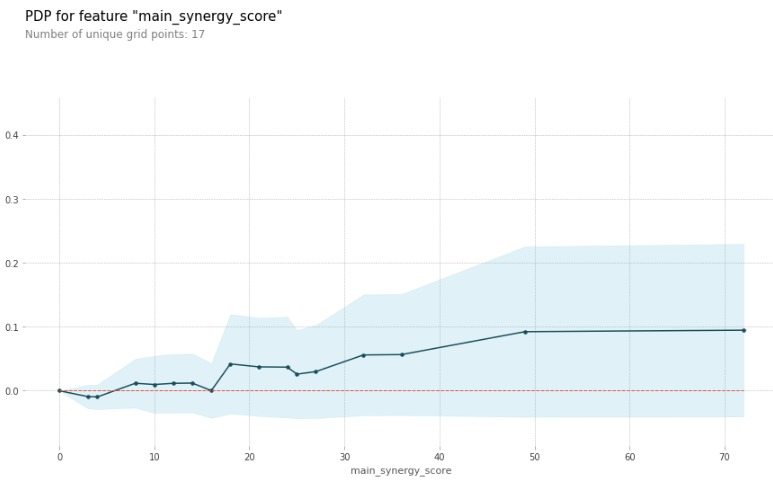 PDP for feature "main_synergy_score"
Number of unique grid points: 17
0.4
0.3
0.2
0.1
0.0
0 10 20 30 40 50 60 70
main_synergy_score